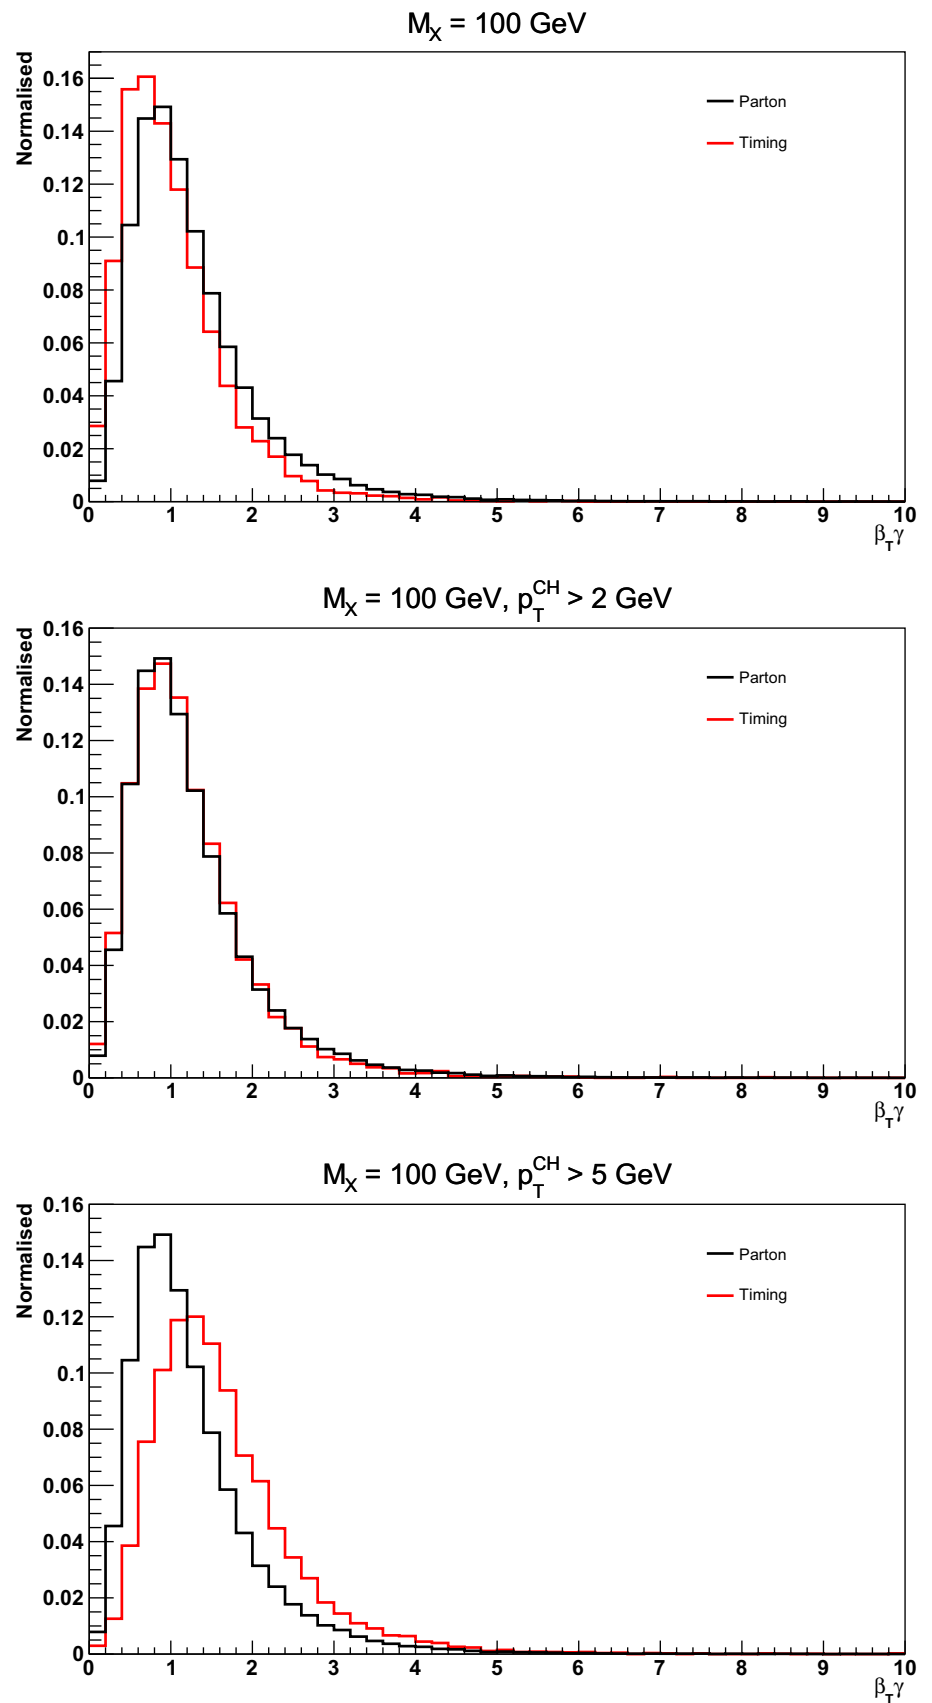 M_X = 100 GeV
Normalised
0.16
0.14
0.12
0.1
0.08
0.06
0.04
0.02
0
Parton
Timing
0 1 2 3 4 5 6 7 8 9 10
β_T γ
M_X = 100 GeV, p_T^CH > 2 GeV
Normalised
0.16
0.14
0.12
0.1
0.08
0.06
0.04
0.02
0
Parton
Timing
0 1 2 3 4 5 6 7 8 9 10
β_T γ
M_X = 100 GeV, p_T^CH > 5 GeV
Normalised
0.16
0.14
0.12
0.1
0.08
0.06
0.04
0.02
0
Parton
Timing
0 1 2 3 4 5 6 7 8 9 10
β_T γ